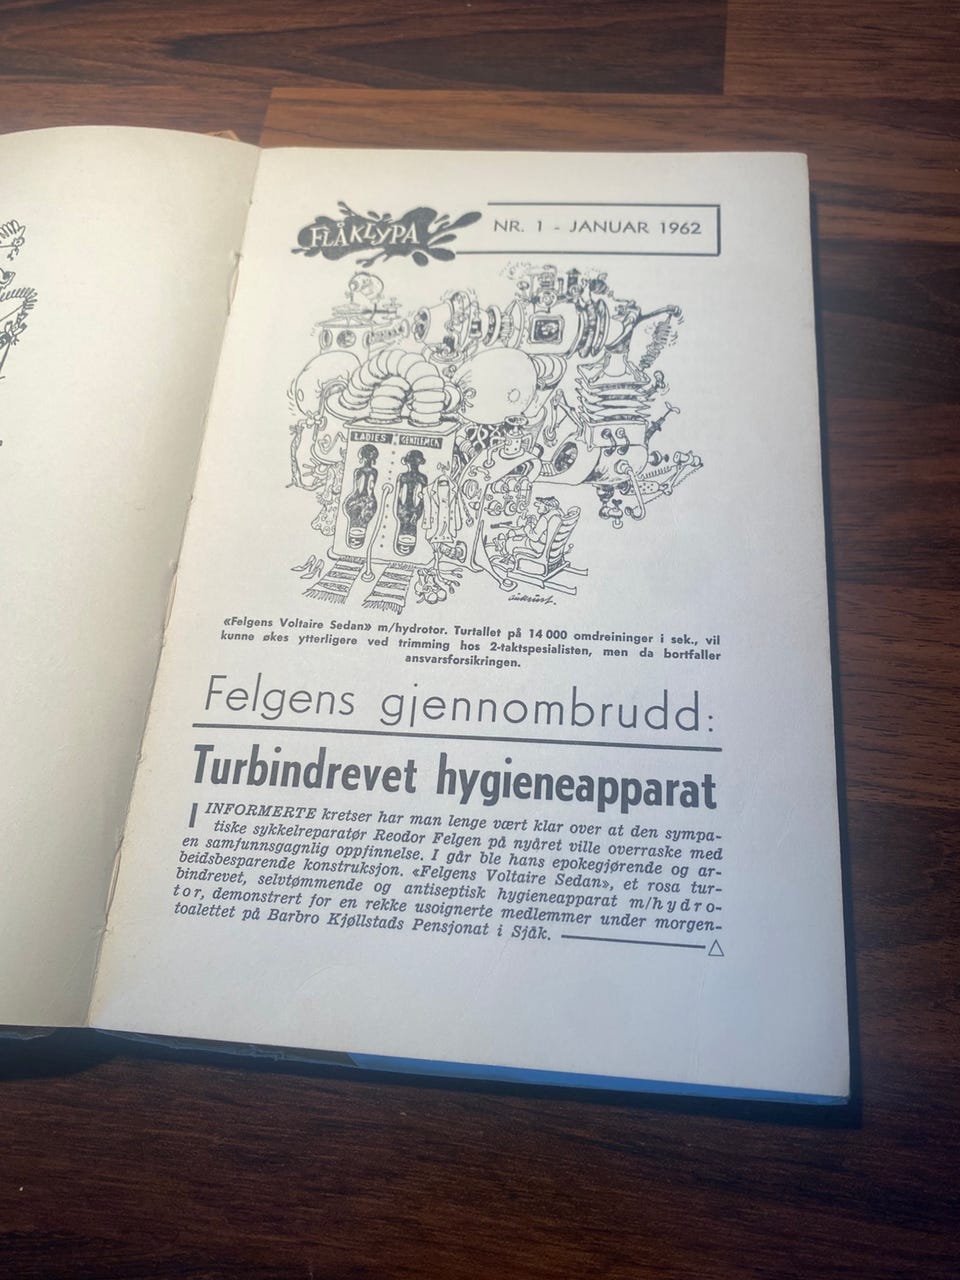 FLÅKLYPA
NR. 1 - JANUAR 1962
LADIES GENTLEMEN
aukrust.
«Felgens Voltaire Sedan» m/hydrotor. Turtallet på 14 000 omdreininger i sek., vil
kunne økes ytterligere ved trimming hos 2-taktspesialisten, men da bortfaller
ansvarsforsikringen.
Felgens gjennombrudd:
Turbindrevet hygieneapparat
I INFORMERTE kretser har man lenge vært klar over at den sympa-
tiske sykkelreparatør Reodor Felgen på nyåret ville overraske med
en samfunnsgagnlig oppfinnelse. I går ble hans epokegjørende og ar-
beidsbesparende konstruksjon. «Felgens Voltaire Sedan», et rosa tur-
bindrevet, selvtømmende og antiseptisk hygieneapparat m/hydro-
tor, demonstrert for en rekke usoignerte medlemmer under morgen-
toalettet på Barbro Kjøllstads Pensjonat i Sjåk.